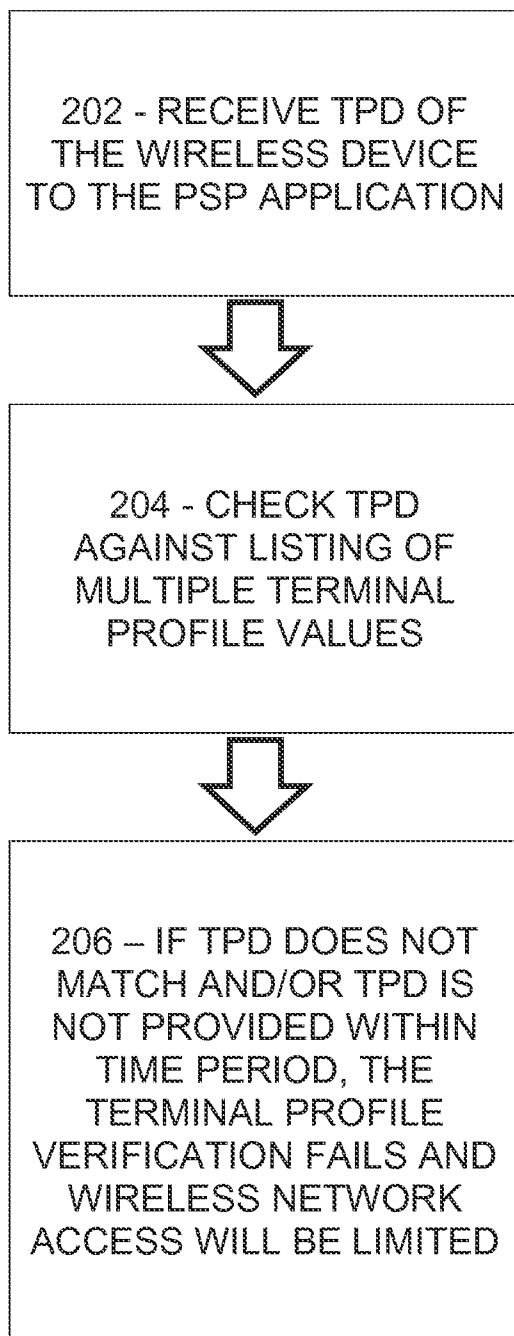 202 - RECEIVE TPD OF
THE WIRELESS DEVICE
TO THE PSP APPLICATION
204 - CHECK TPD
AGAINST LISTING OF
MULTIPLE TERMINAL
PROFILE VALUES
206 – IF TPD DOES NOT
MATCH AND/OR TPD IS
NOT PROVIDED WITHIN
TIME PERIOD, THE
TERMINAL PROFILE
VERIFICATION FAILS AND
WIRELESS NETWORK
ACCESS WILL BE LIMITED